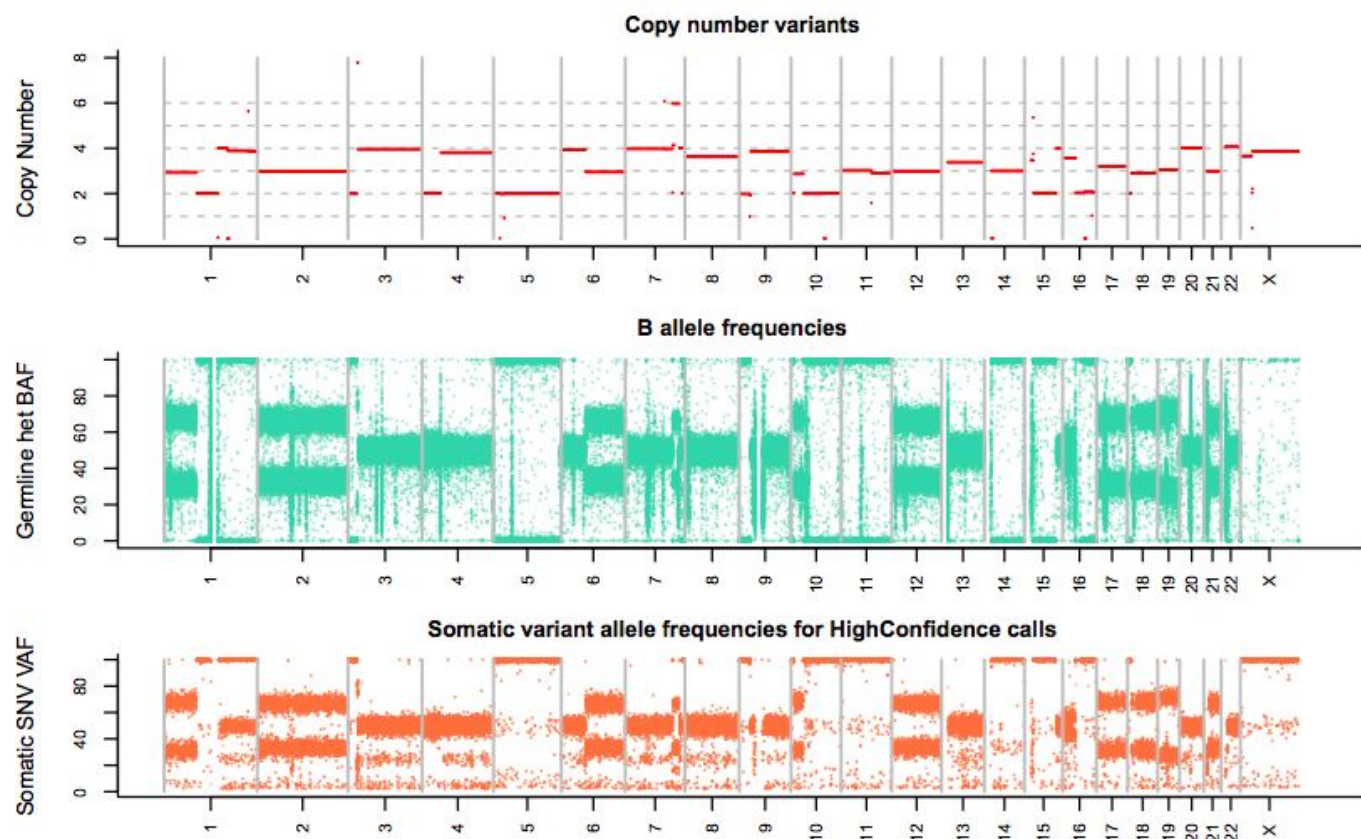 Copy number variants
Copy Number
8
6
4
2
0
1 2 3 4 5 6 7 8 9 10 11 12 13 14 15 16 17 18 19 20 21 22 X
B allele frequencies
Germline het BAF
80
60
40
20
0
1 2 3 4 5 6 7 8 9 10 11 12 13 14 15 16 17 18 19 20 21 22 X
Somatic variant allele frequencies for HighConfidence calls
Somatic SNV VAF
80
40
0
1 2 3 4 5 6 7 8 9 10 11 12 13 14 15 16 17 18 19 20 21 22 X